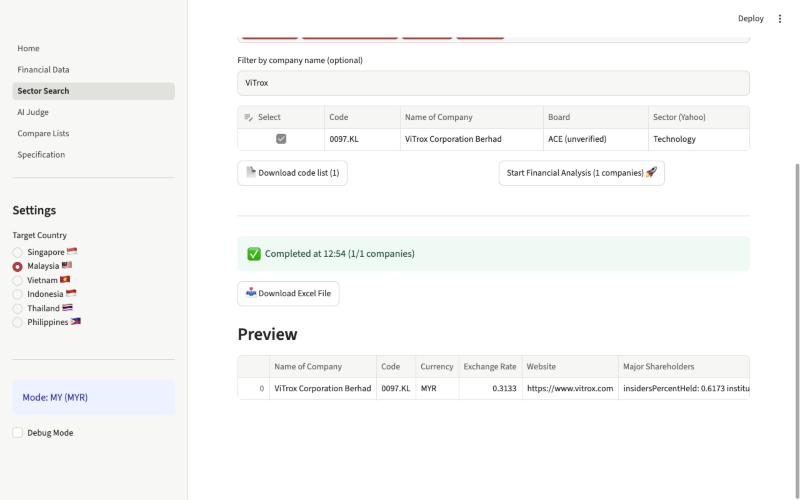 Deploy
Home
Financial Data
Sector Search
AI Judge
Compare Lists
Specification
Settings
Target Country
Singapore 🇸🇬
Malaysia 🇲🇾
Vietnam 🇻🇳
Indonesia 🇮🇩
Thailand 🇹🇭
Philippines 🇵🇭
Mode: MY (MYR)
Debug Mode
Filter by company name (optional)
ViTrox
Select Code Name of Company Board Sector (Yahoo)
0097.KL ViTrox Corporation Berhad ACE (unverified) Technology
Download code list (1)
Start Financial Analysis (1 companies) 🚀
✅ Completed at 12:54 (1/1 companies)
📥 Download Excel File
Preview
Name of Company Code Currency Exchange Rate Website Major Shareholders
0 ViTrox Corporation Berhad 0097.KL MYR 0.3133 https://www.vitrox.com insidersPercentHeld: 0.6173 institu